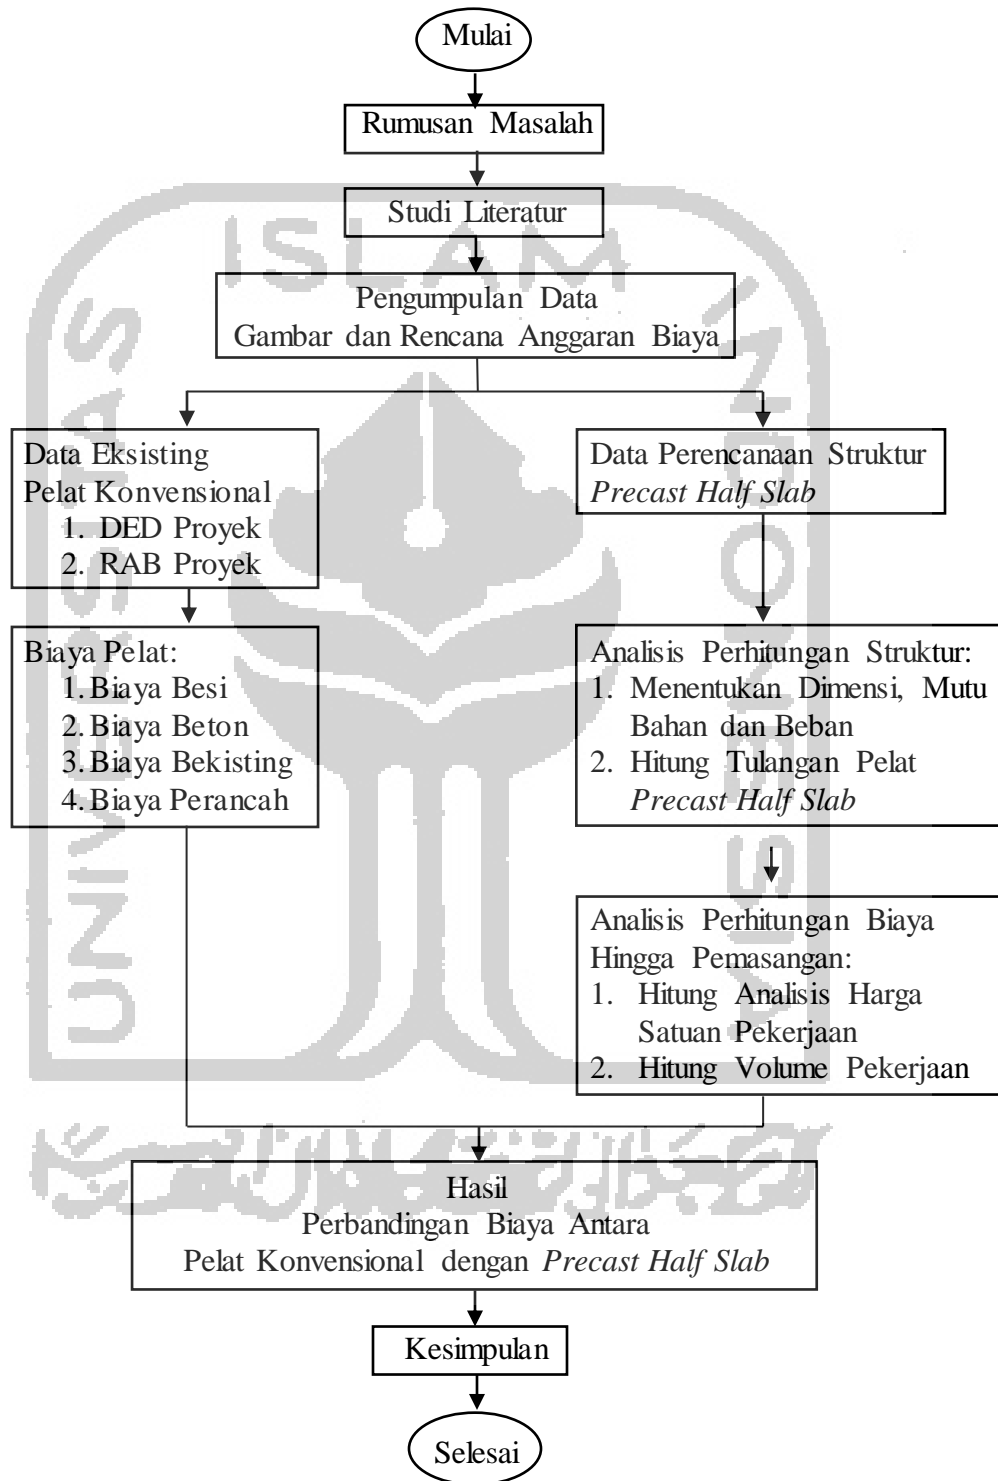 Mulai
Rumusan Masalah
Studi Literatur
Pengumpulan Data
Gambar dan Rencana Anggaran Biaya
Data Eksisting
Pelat Konvensional
1. DED Proyek
2. RAB Proyek
Biaya Pelat:
1. Biaya Besi
2. Biaya Beton
3. Biaya Bekisting
4. Biaya Perancah
Data Perencanaan Struktur
Precast Half Slab
Analisis Perhitungan Struktur:
1. Menentukan Dimensi, Mutu
Bahan dan Beban
2. Hitung Tulangan Pelat
Precast Half Slab
Analisis Perhitungan Biaya
Hingga Pemasangan:
1. Hitung Analisis Harga
Satuan Pekerjaan
2. Hitung Volume Pekerjaan
Hasil
Perbandingan Biaya Antara
Pelat Konvensional dengan Precast Half Slab
Kesimpulan
Selesai
UNIVERSITAS
ISLAM
INDONESIA